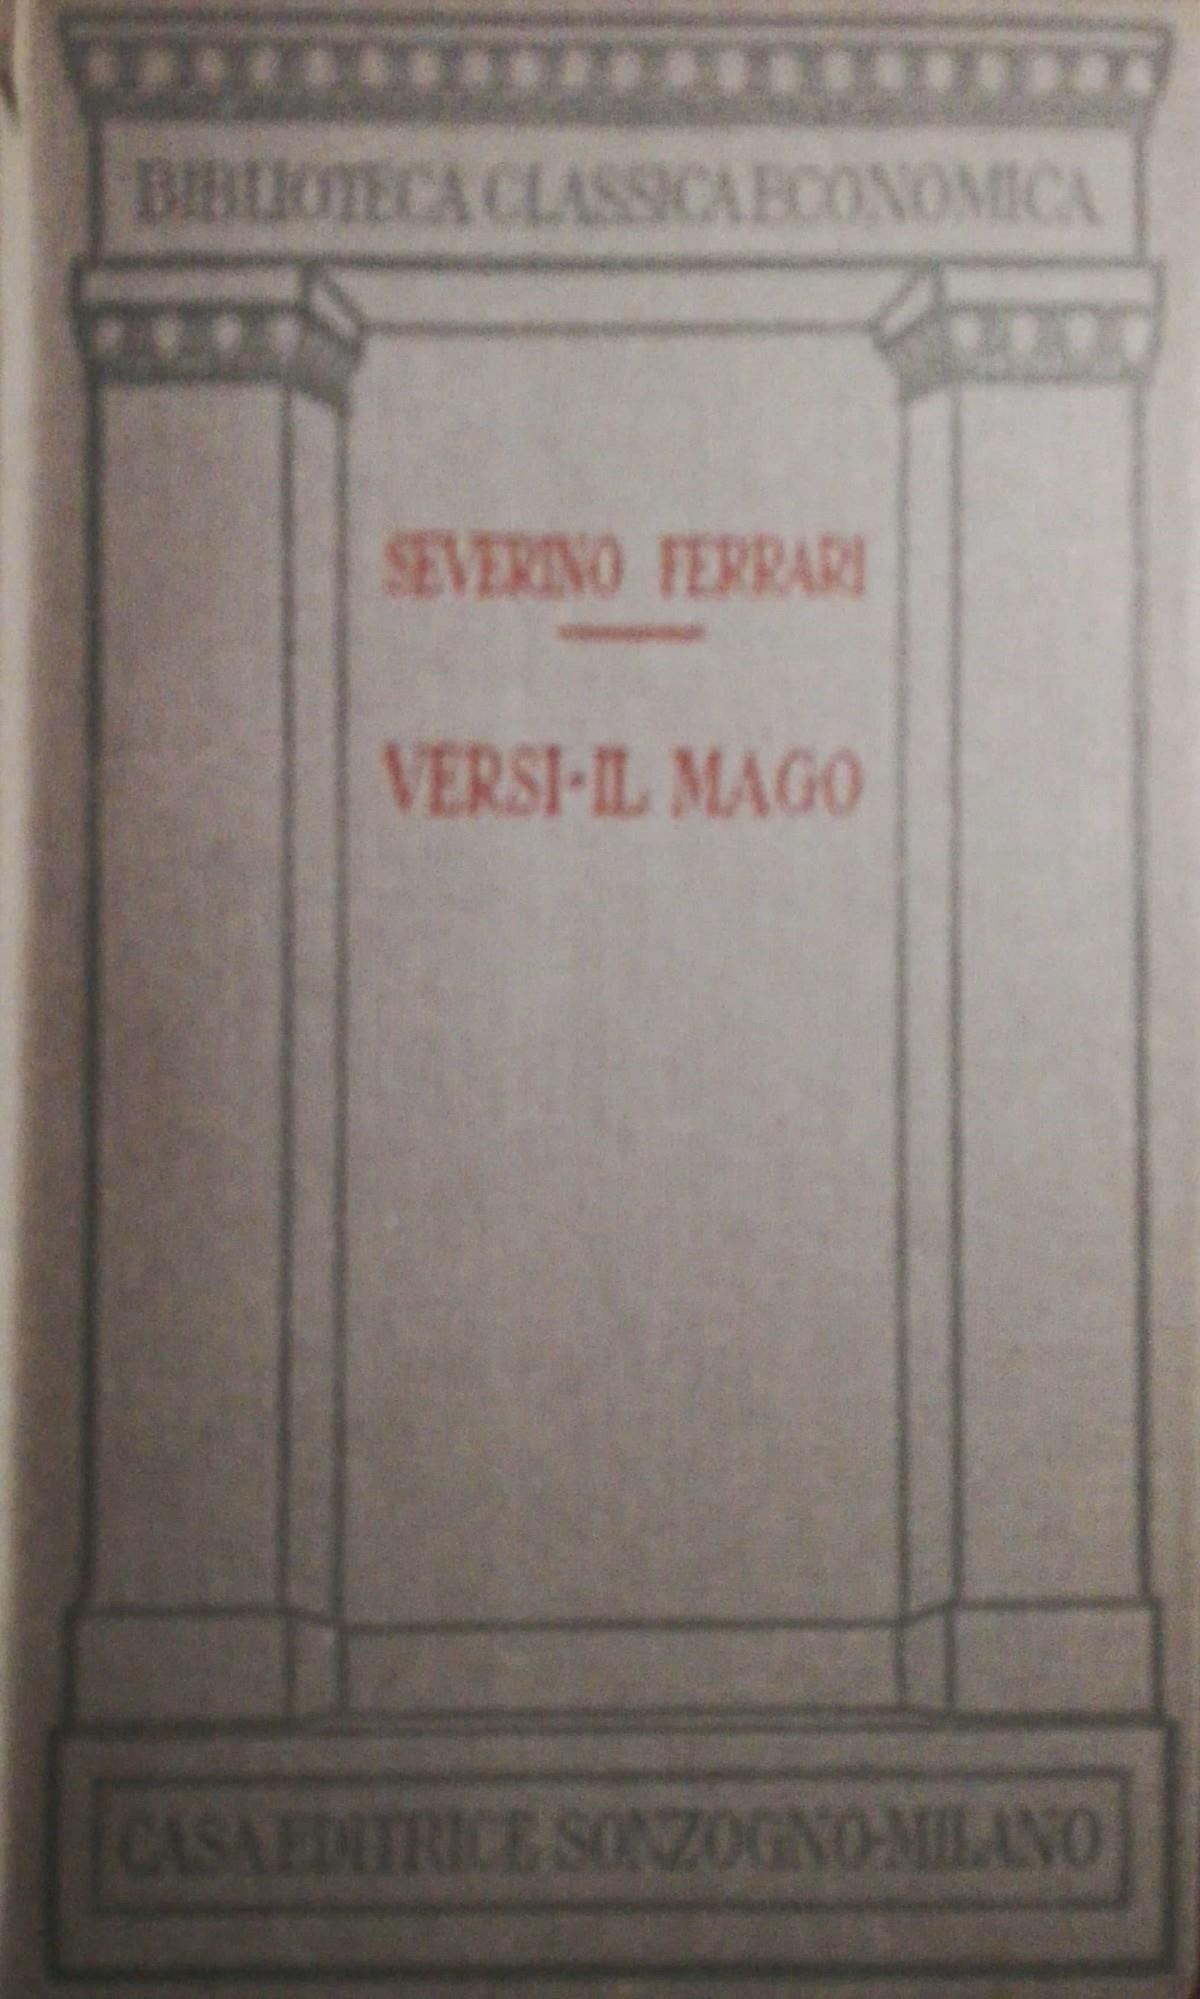 BIBLIOTECA CLASSICA ECONOMICA
SEVERINO FERRARI
VERSI-IL MAGO
CASA EDITRICE SONZOGNO-MILANO